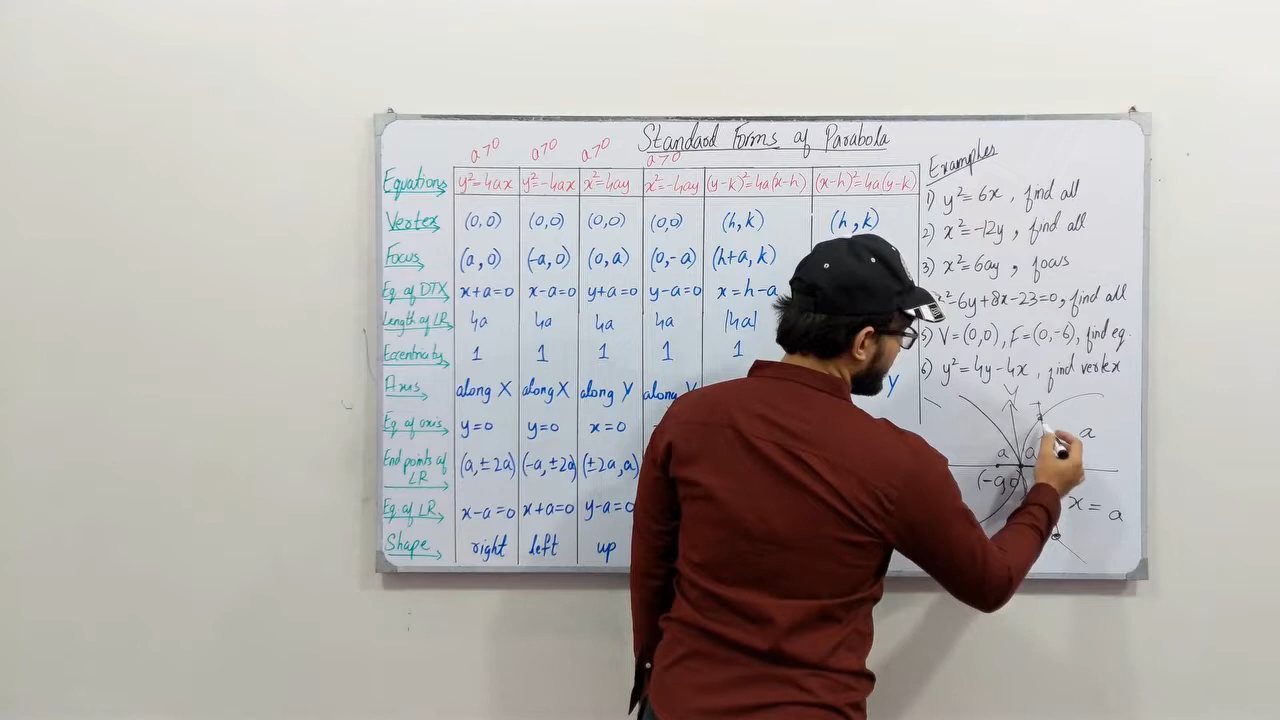 Standard Forms of Parabola
a>0 a>0 a>0 a>0
Equations y²=4ax y²=-4ax x²=4ay x²=-4ay (y-k)²=4a(x-h) (x-h)²=4a(y-k)
Vertex (0,0) (0,0) (0,0) (0,0) (h,k) (h,k)
Focus (a,0) (-a,0) (0,a) (0,-a) (h+a,k)
Eq. of DTX x+a=0 x-a=0 y+a=0 y-a=0 x=h-a
Length of LR 4a 4a 4a 4a |4a|
Eccentricity 1 1 1 1 1
Axis along X along X along Y along Y
Eq. of axis y=0 y=0 x=0
End points of LR (a,±2a) (-a,±2a) (±2a,a)
Eq. of LR x-a=0 x+a=0 y-a=0
Shape right left up
Examples
1) y²=6x, find all
2) x²=-12y, find all
3) x²=6ay, focus
²-6y+8x-23=0, find all
5) V=(0,0), F=(0,-6), find eq.
6) y²=4y-4x, find vertex
Y
a a a
(-a,0)
x = a